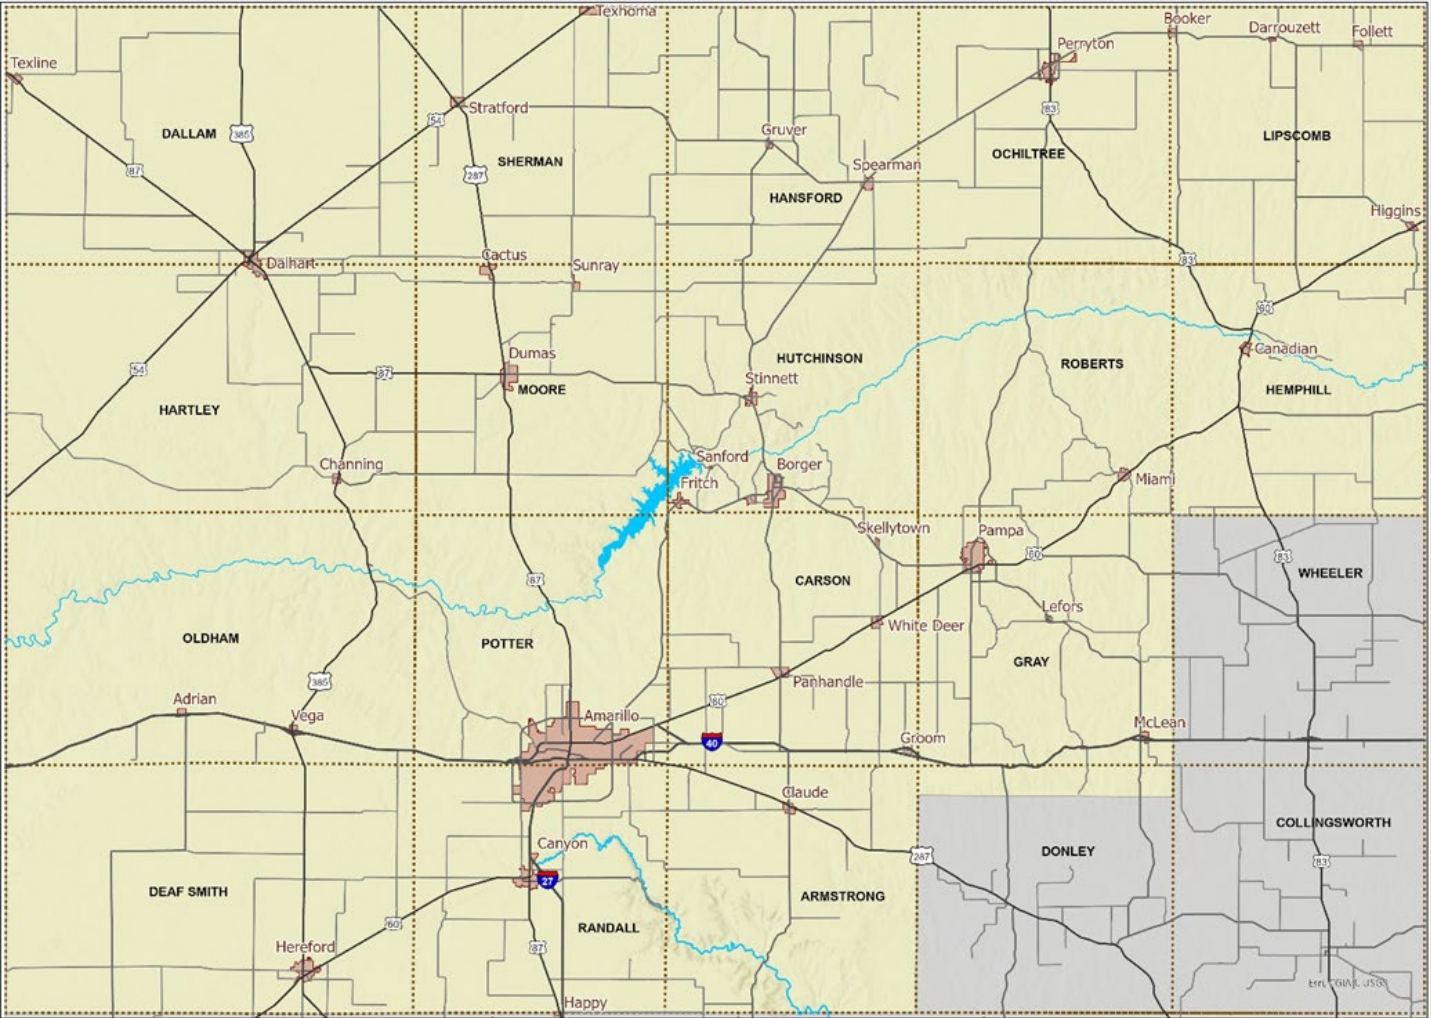 Texhoma
Booker
Darrouzett
Follett
Perryton
Texline
Stratford
83
54
DALLAM
385
Gruver
LIPSCOMB
OCHILTREE
SHERMAN
Spearman
87
287
HANSFORD
Higgins
Dalhart
Cactus
Sunray
83
60
Canadian
Dumas
HUTCHINSON
ROBERTS
54
87
Stinnett
MOORE
HEMPHILL
HARTLEY
Channing
Sanford
Borger
Fritch
Miami
Skellytown
Pampa
60
83
WHEELER
87
CARSON
Lefors
White Deer
OLDHAM
POTTER
GRAY
385
Panhandle
Adrian
60
Vega
Amarillo
McLean
40
Groom
Claude
COLLINGSWORTH
Canyon
287
DONLEY
83
27
DEAF SMITH
ARMSTRONG
60
RANDALL
Hereford
87
Happy